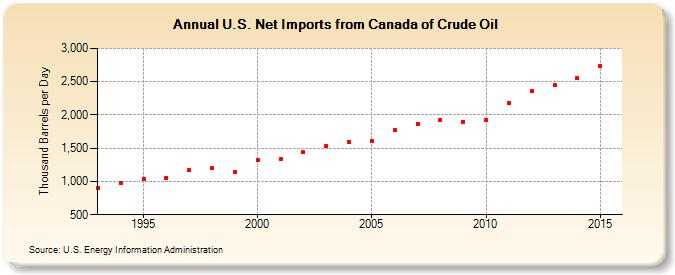 Annual U.S. Net Imports from Canada of Crude Oil
Thousand Barrels per Day
3,000
2,500
2,000
1,500
1,000
500
1995 2000 2005 2010 2015
Source: U.S. Energy Information Administration